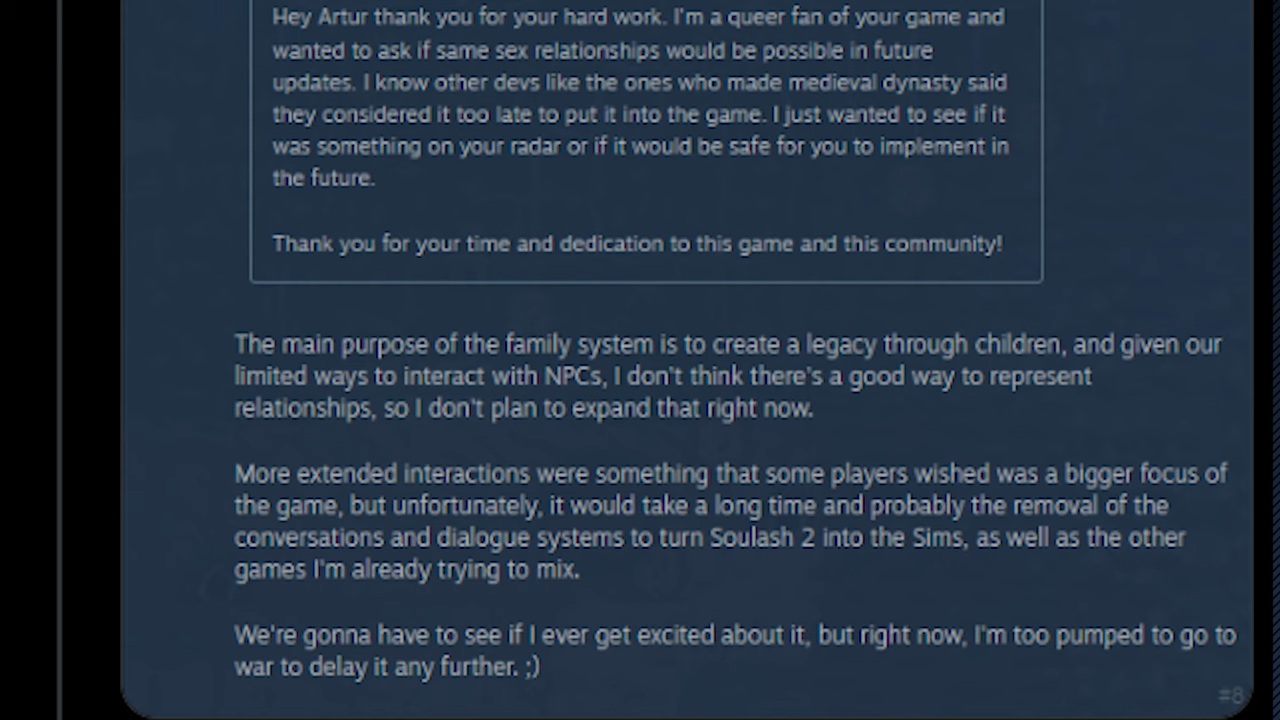 Hey Artur thank you for your hard work. I'm a queer fan of your game and
wanted to ask if same sex relationships would be possible in future
updates. I know other devs like the ones who made medieval dynasty said
they considered it too late to put it into the game. I just wanted to see if it
was something on your radar or if it would be safe for you to implement in
the future.
Thank you for your time and dedication to this game and this community!
The main purpose of the family system is to create a legacy through children, and given our
limited ways to interact with NPCs, I don't think there's a good way to represent
relationships, so I don't plan to expand that right now.
More extended interactions were something that some players wished was a bigger focus of
the game, but unfortunately, it would take a long time and probably the removal of the
conversations and dialogue systems to turn Soulash 2 into the Sims, as well as the other
games I'm already trying to mix.
We're gonna have to see if I ever get excited about it, but right now, I'm too pumped to go to
war to delay it any further. ;)
#8